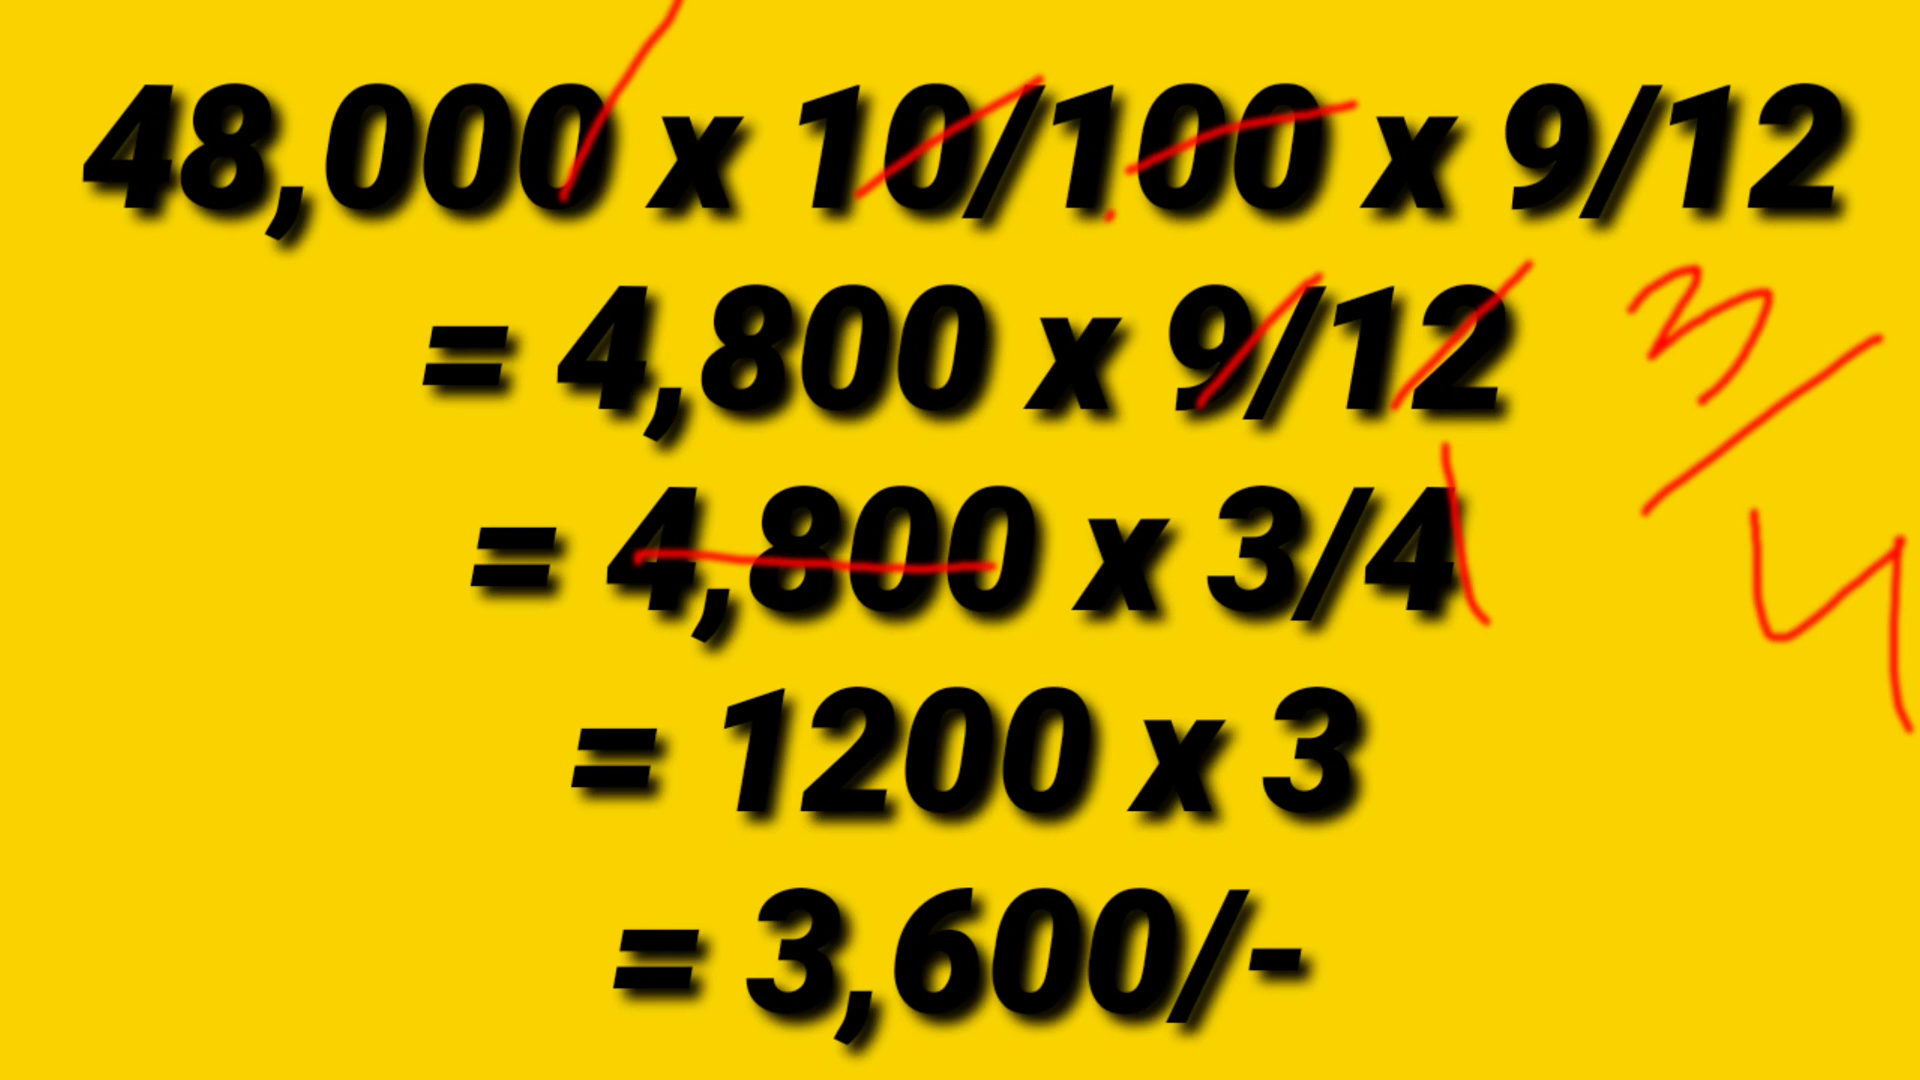 48,000 x 10/100 x 9/12
= 4,800 x 9/12
3/4
= 4,800 x 3/4
= 1200 x 3
= 3,600/-